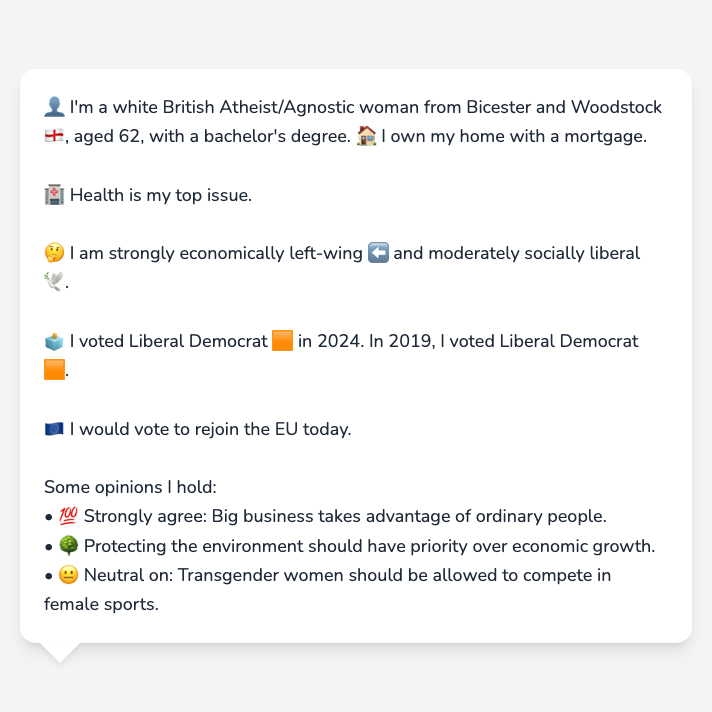 👤 I'm a white British Atheist/Agnostic woman from Bicester and Woodstock
🏴󠁧󠁢󠁥󠁮󠁧󠁿, aged 62, with a bachelor's degree. 🏠 I own my home with a mortgage.
🏥 Health is my top issue.
🤔 I am strongly economically left-wing ⬅️ and moderately socially liberal
🕊️.
🗳️ I voted Liberal Democrat 🟧 in 2024. In 2019, I voted Liberal Democrat
🟧.
🇪🇺 I would vote to rejoin the EU today.
Some opinions I hold:
• 💯 Strongly agree: Big business takes advantage of ordinary people.
• 🌳 Protecting the environment should have priority over economic growth.
• 😐 Neutral on: Transgender women should be allowed to compete in
female sports.